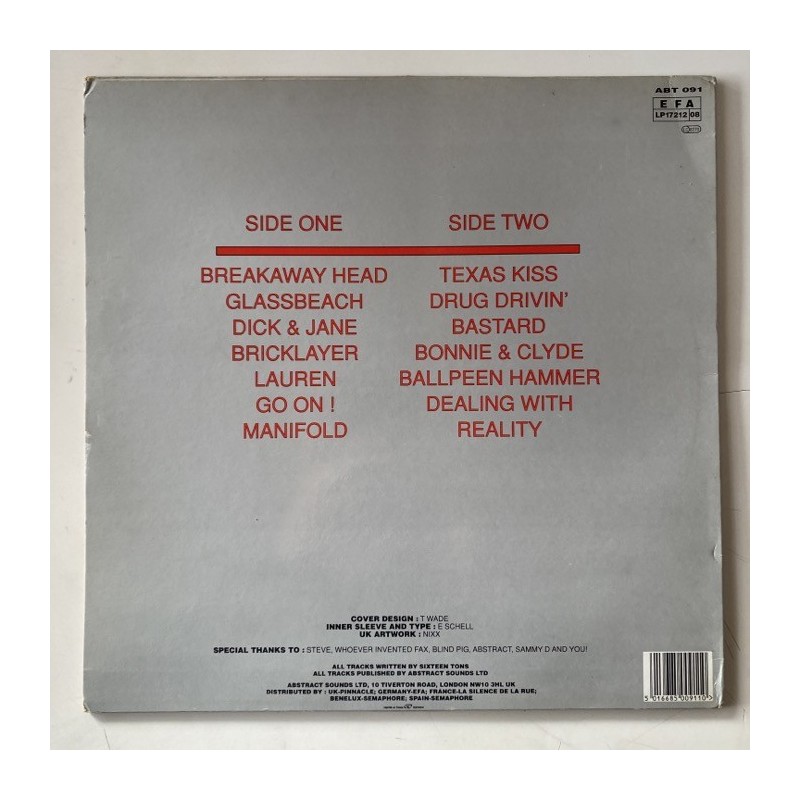 ABT 091
E F A
LP17212 08
SIDE ONE
BREAKAWAY HEAD
GLASSBEACH
DICK & JANE
BRICKLAYER
LAUREN
GO ON !
MANIFOLD
SIDE TWO
TEXAS KISS
DRUG DRIVIN'
BASTARD
BONNIE & CLYDE
BALLPEEN HAMMER
DEALING WITH
REALITY
COVER DESIGN : T WADE
INNER SLEEVE AND TYPE : E SCHELL
UK ARTWORK : NIXX
SPECIAL THANKS TO : STEVE, WHOEVER INVENTED FAX, BLIND PIG, ABSTRACT, SAMMY D AND YOU!
ALL TRACKS WRITTEN BY SIXTEEN TONS
ALL TRACKS PUBLISHED BY ABSTRACT SOUNDS LTD
ABSTRACT SOUNDS LTD, 10 TIVERTON ROAD, LONDON NW10 3HL UK
DISTRIBUTED BY : UK-PINNACLE; GERMANY-EFA; FRANCE-LA SILENCE DE LA RUE;
BENELUX-SEMAPHORE; SPAIN-SEMAPHORE
5 016685 009110